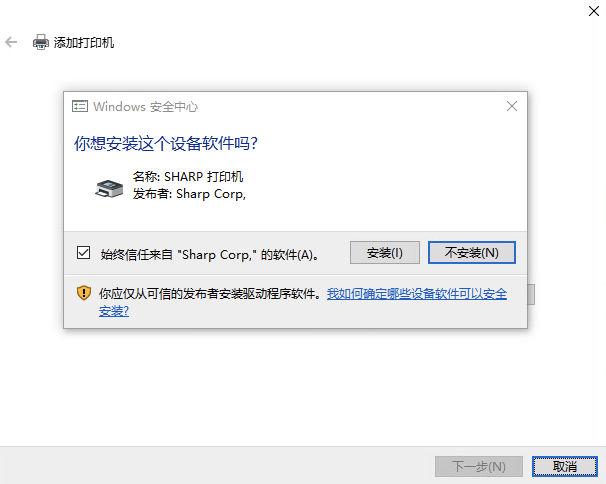 添加打印机
Windows 安全中心
你想安装这个设备软件吗?
名称: SHARP 打印机
发布者: Sharp Corp,
始终信任来自 "Sharp Corp," 的软件(A)。
安装(I)
不安装(N)
你应仅从可信的发布者安装驱动程序软件。我如何确定哪些设备软件可以安全
安装?
下一步(N)
取消